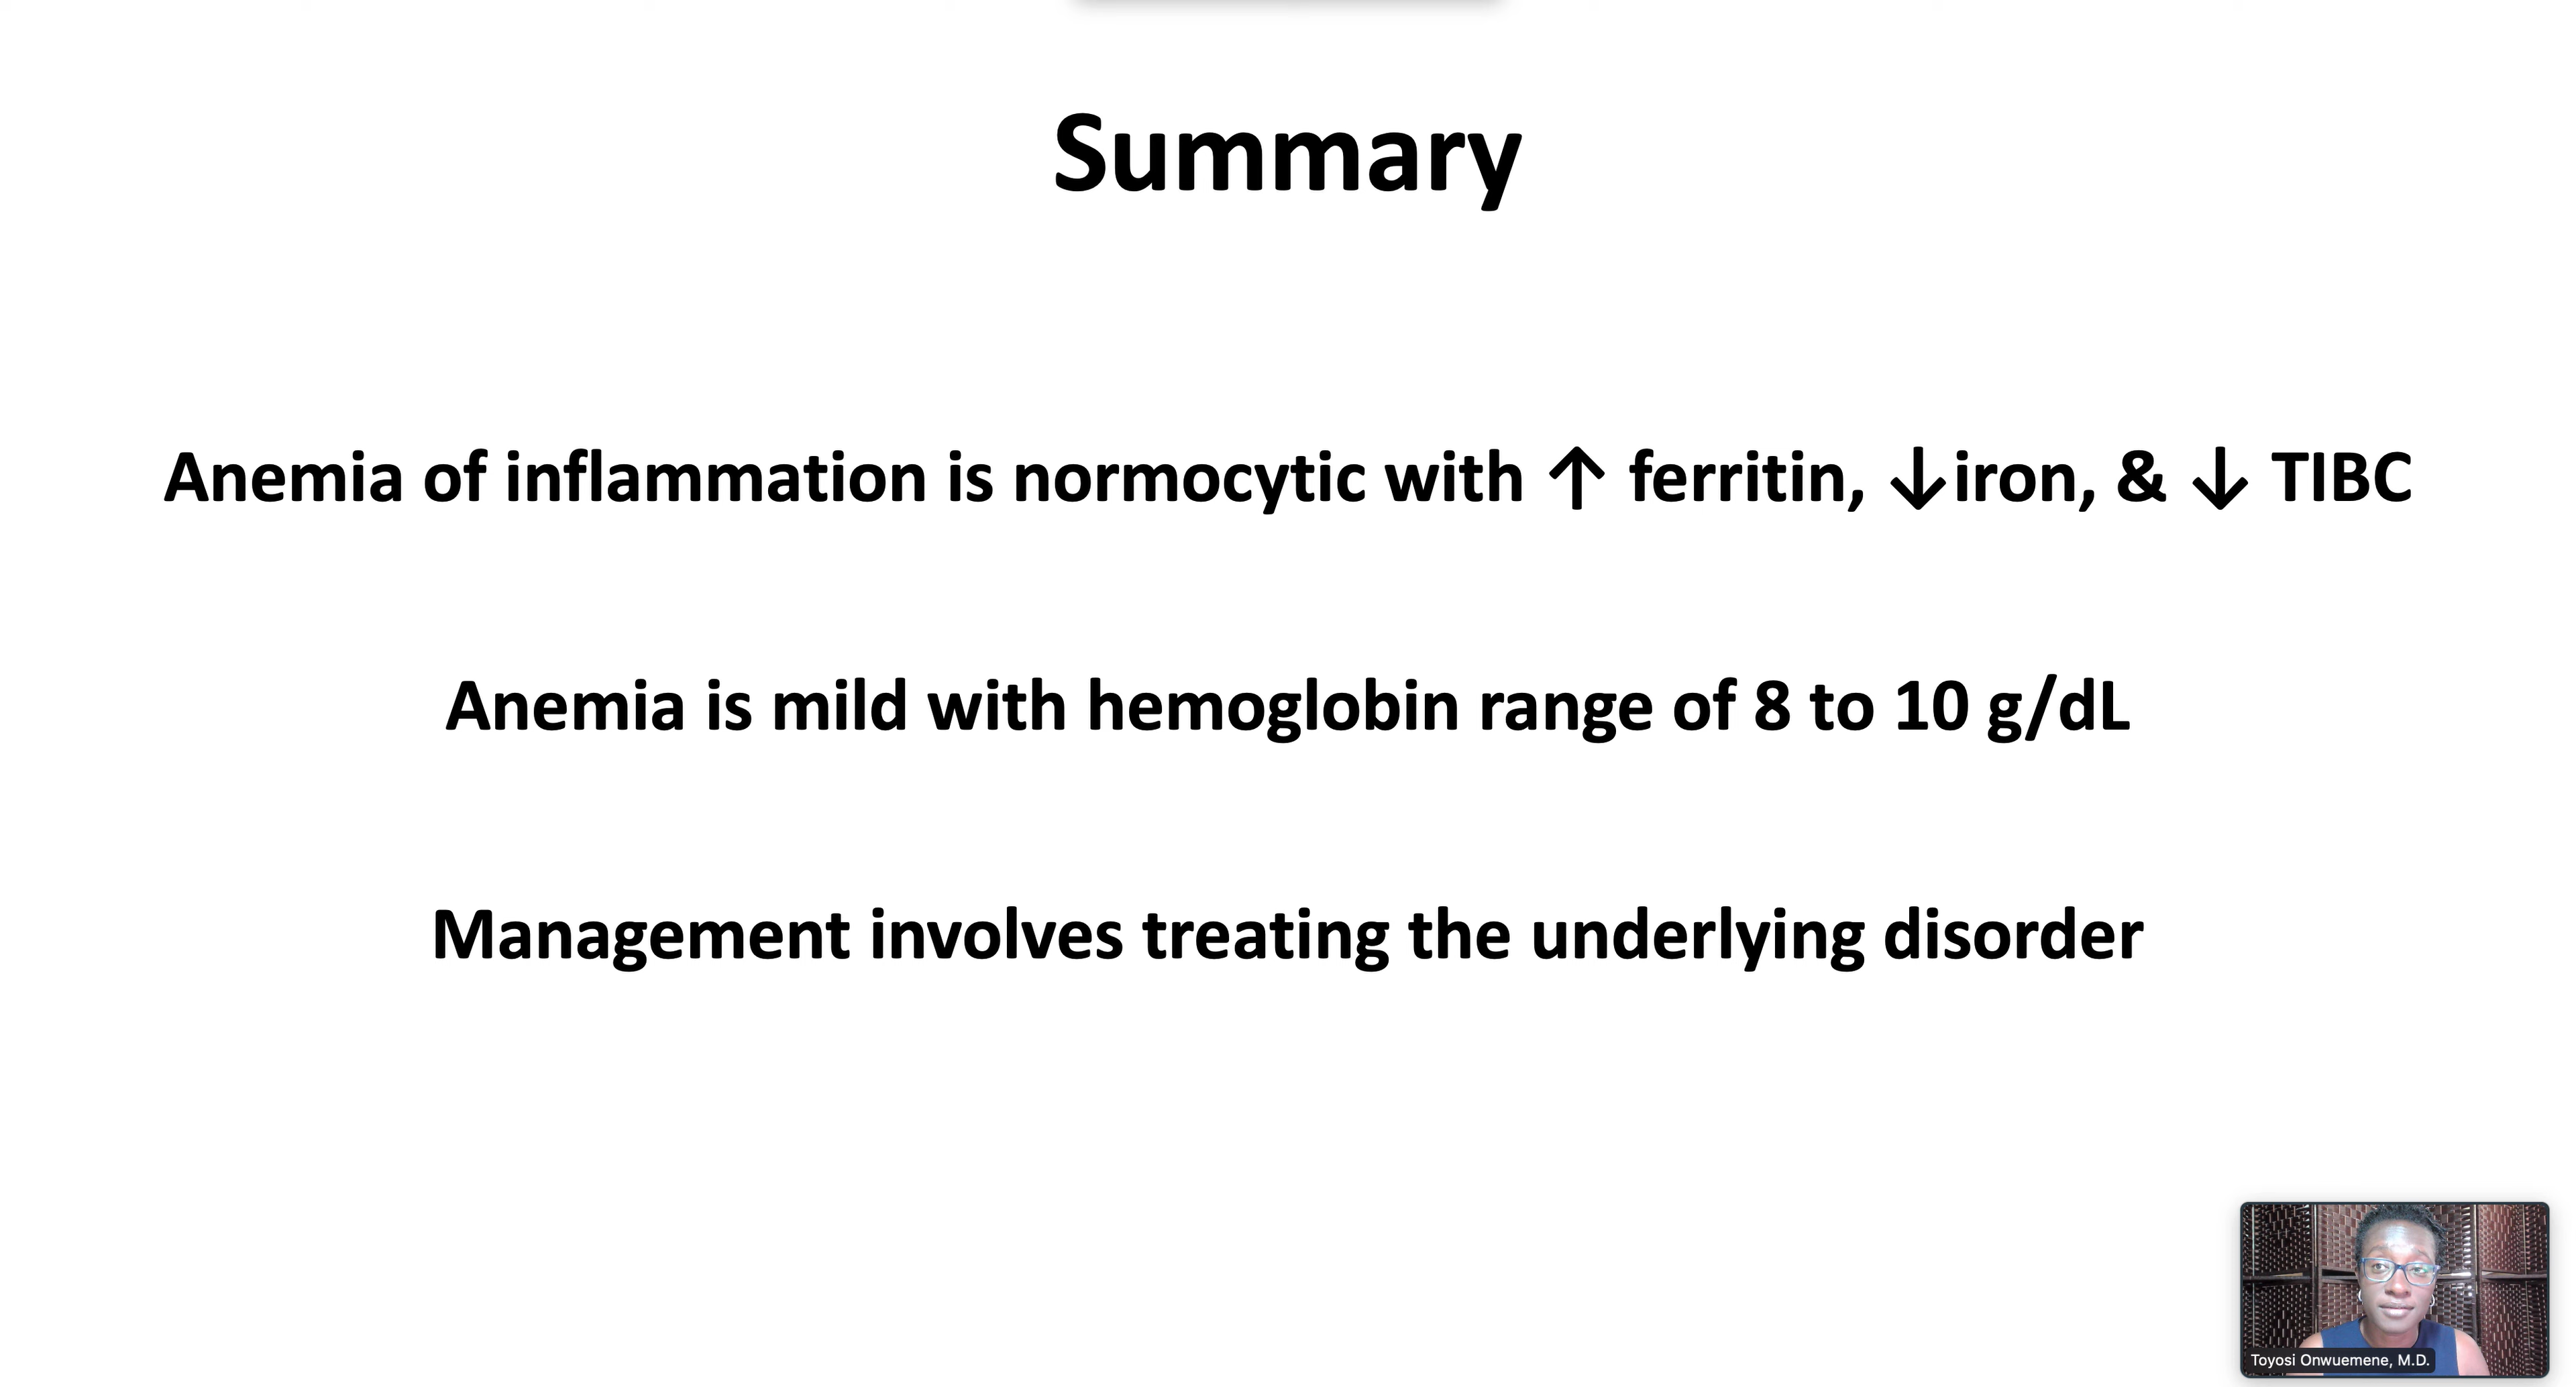 Summary
Anemia of inflammation is normocytic with ↑ ferritin, ↓iron, & ↓ TIBC
Anemia is mild with hemoglobin range of 8 to 10 g/dL
Management involves treating the underlying disorder
Toyosi Onwuemene, M.D.